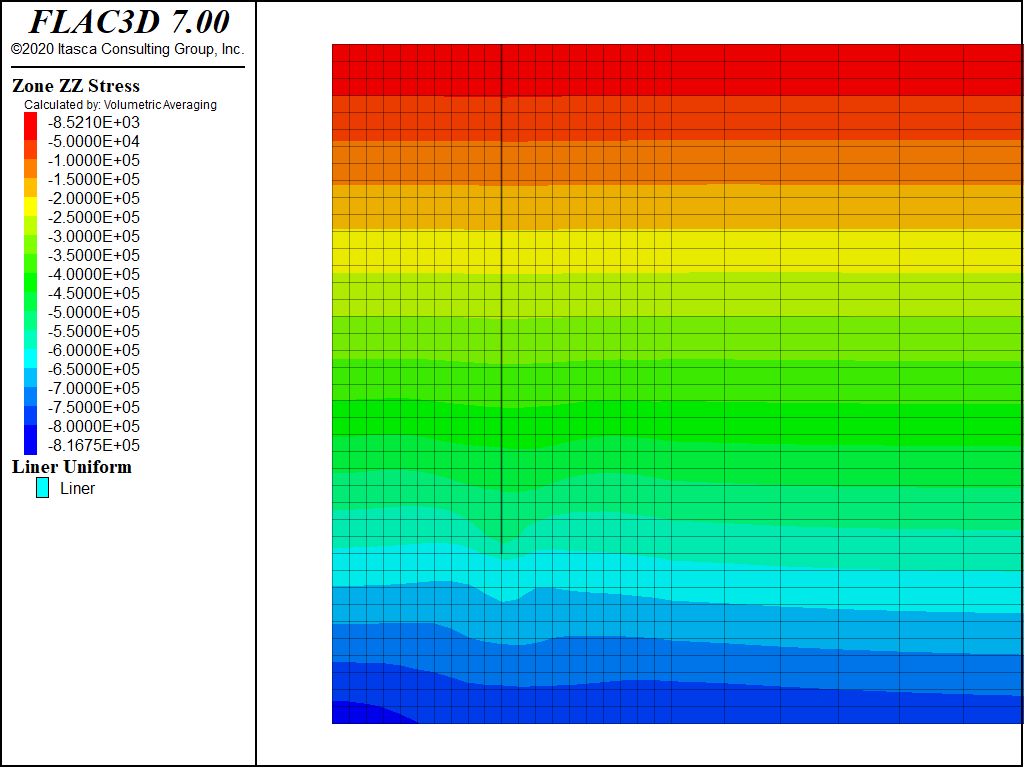 FLAC3D 7.00
©2020 Itasca Consulting Group, Inc.
Zone ZZ Stress
Calculated by: Volumetric Averaging
-8.5210E+03
-5.0000E+04
-1.0000E+05
-1.5000E+05
-2.0000E+05
-2.5000E+05
-3.0000E+05
-3.5000E+05
-4.0000E+05
-4.5000E+05
-5.0000E+05
-5.5000E+05
-6.0000E+05
-6.5000E+05
-7.0000E+05
-7.5000E+05
-8.0000E+05
-8.1675E+05
Liner Uniform
Liner